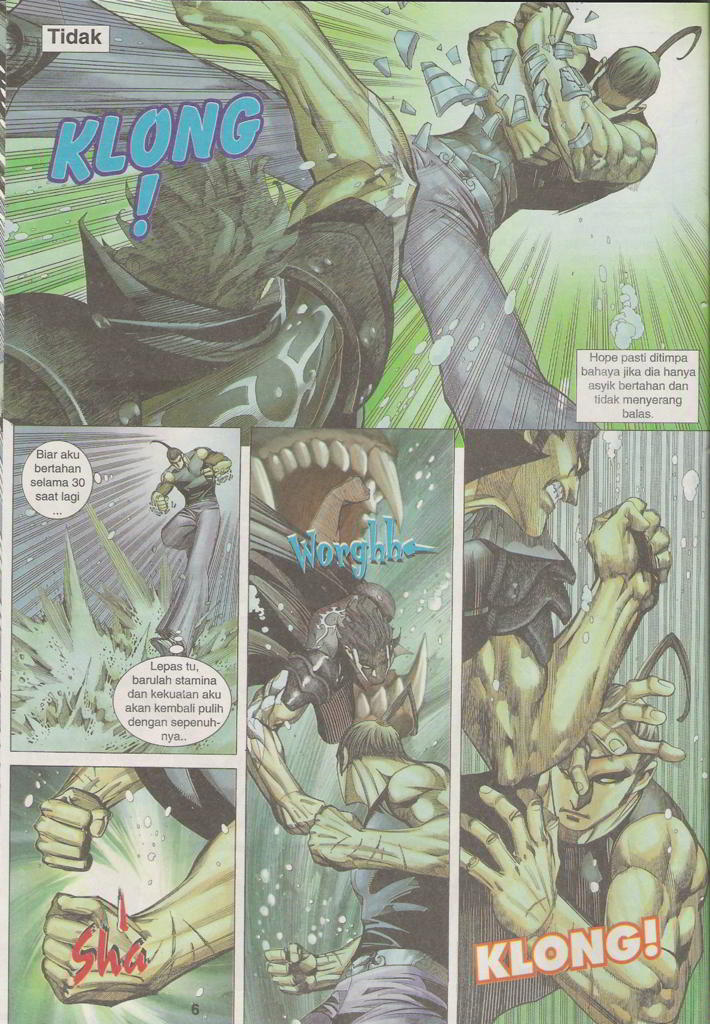 Tidak
KLONG
!
Hope pasti ditimpa
bahaya jika dia hanya
asyik bertahan dan
tidak menyerang
balas.
Biar aku
bertahan
selama 30
saat lagi
...
Lepas tu,
barulah stamina
dan kekuatan aku
akan kembali pulih
dengan sepenuh-
nya..
Worghh
Sha
KLONG!
6